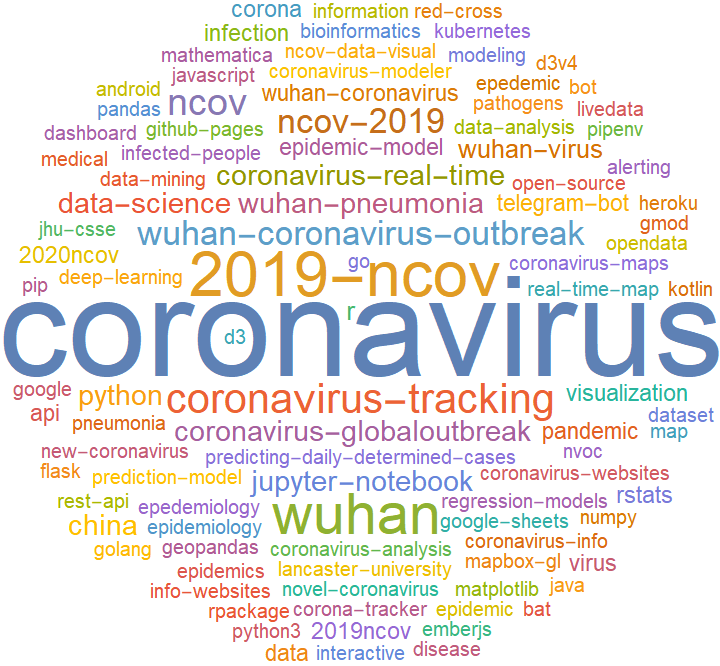 corona information red-cross
infection bioinformatics kubernetes
mathematica ncov-data-visual modeling d3v4
javascript coronavirus-modeler
android wuhan-coronavirus epedemic bot
pandas ncov ncov-2019 pathogens livedata
dashboard github-pages data-analysis pipenv
medical infected-people epidemic-model wuhan-virus alerting
data-mining coronavirus-real-time open-source
data-science wuhan-pneumonia telegram-bot heroku
jhu-csse wuhan-coronavirus-outbreak gmod
2020ncov opendata
go coronavirus-maps
pip deep-learning 2019-ncov real-time-map kotlin
r
coronavirus
d3
google python coronavirus-tracking visualization
api dataset
pneumonia coronavirus-globaloutbreak pandemic map
new-coronavirus predicting-daily-determined-cases nvoc
flask prediction-model jupyter-notebook coronavirus-websites
rest-api epedemiology regression-models rstats
china epidemiology wuhan google-sheets numpy
golang geopandas coronavirus-analysis coronavirus-info
epidemics lancaster-university mapbox-gl virus
info-websites novel-coronavirus matplotlib java
rpackage corona-tracker epidemic bat
python3 2019ncov emberjs
data interactive disease